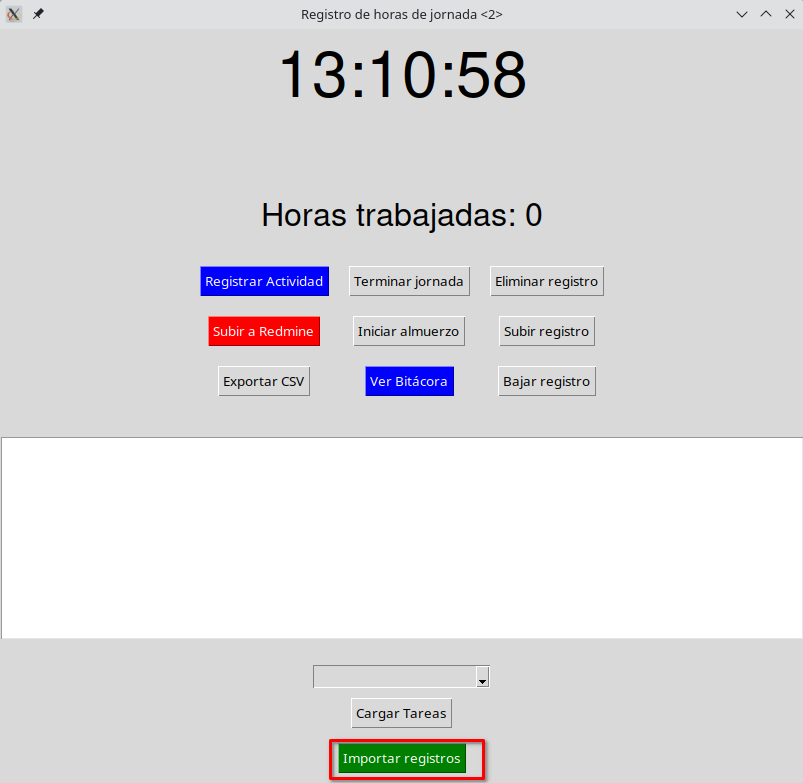 Registro de horas de jornada <2>
13:10:58
Horas trabajadas: 0
Registrar Actividad Terminar jornada Eliminar registro
Subir a Redmine Iniciar almuerzo Subir registro
Exportar CSV Ver Bitácora Bajar registro
Cargar Tareas
Importar registros